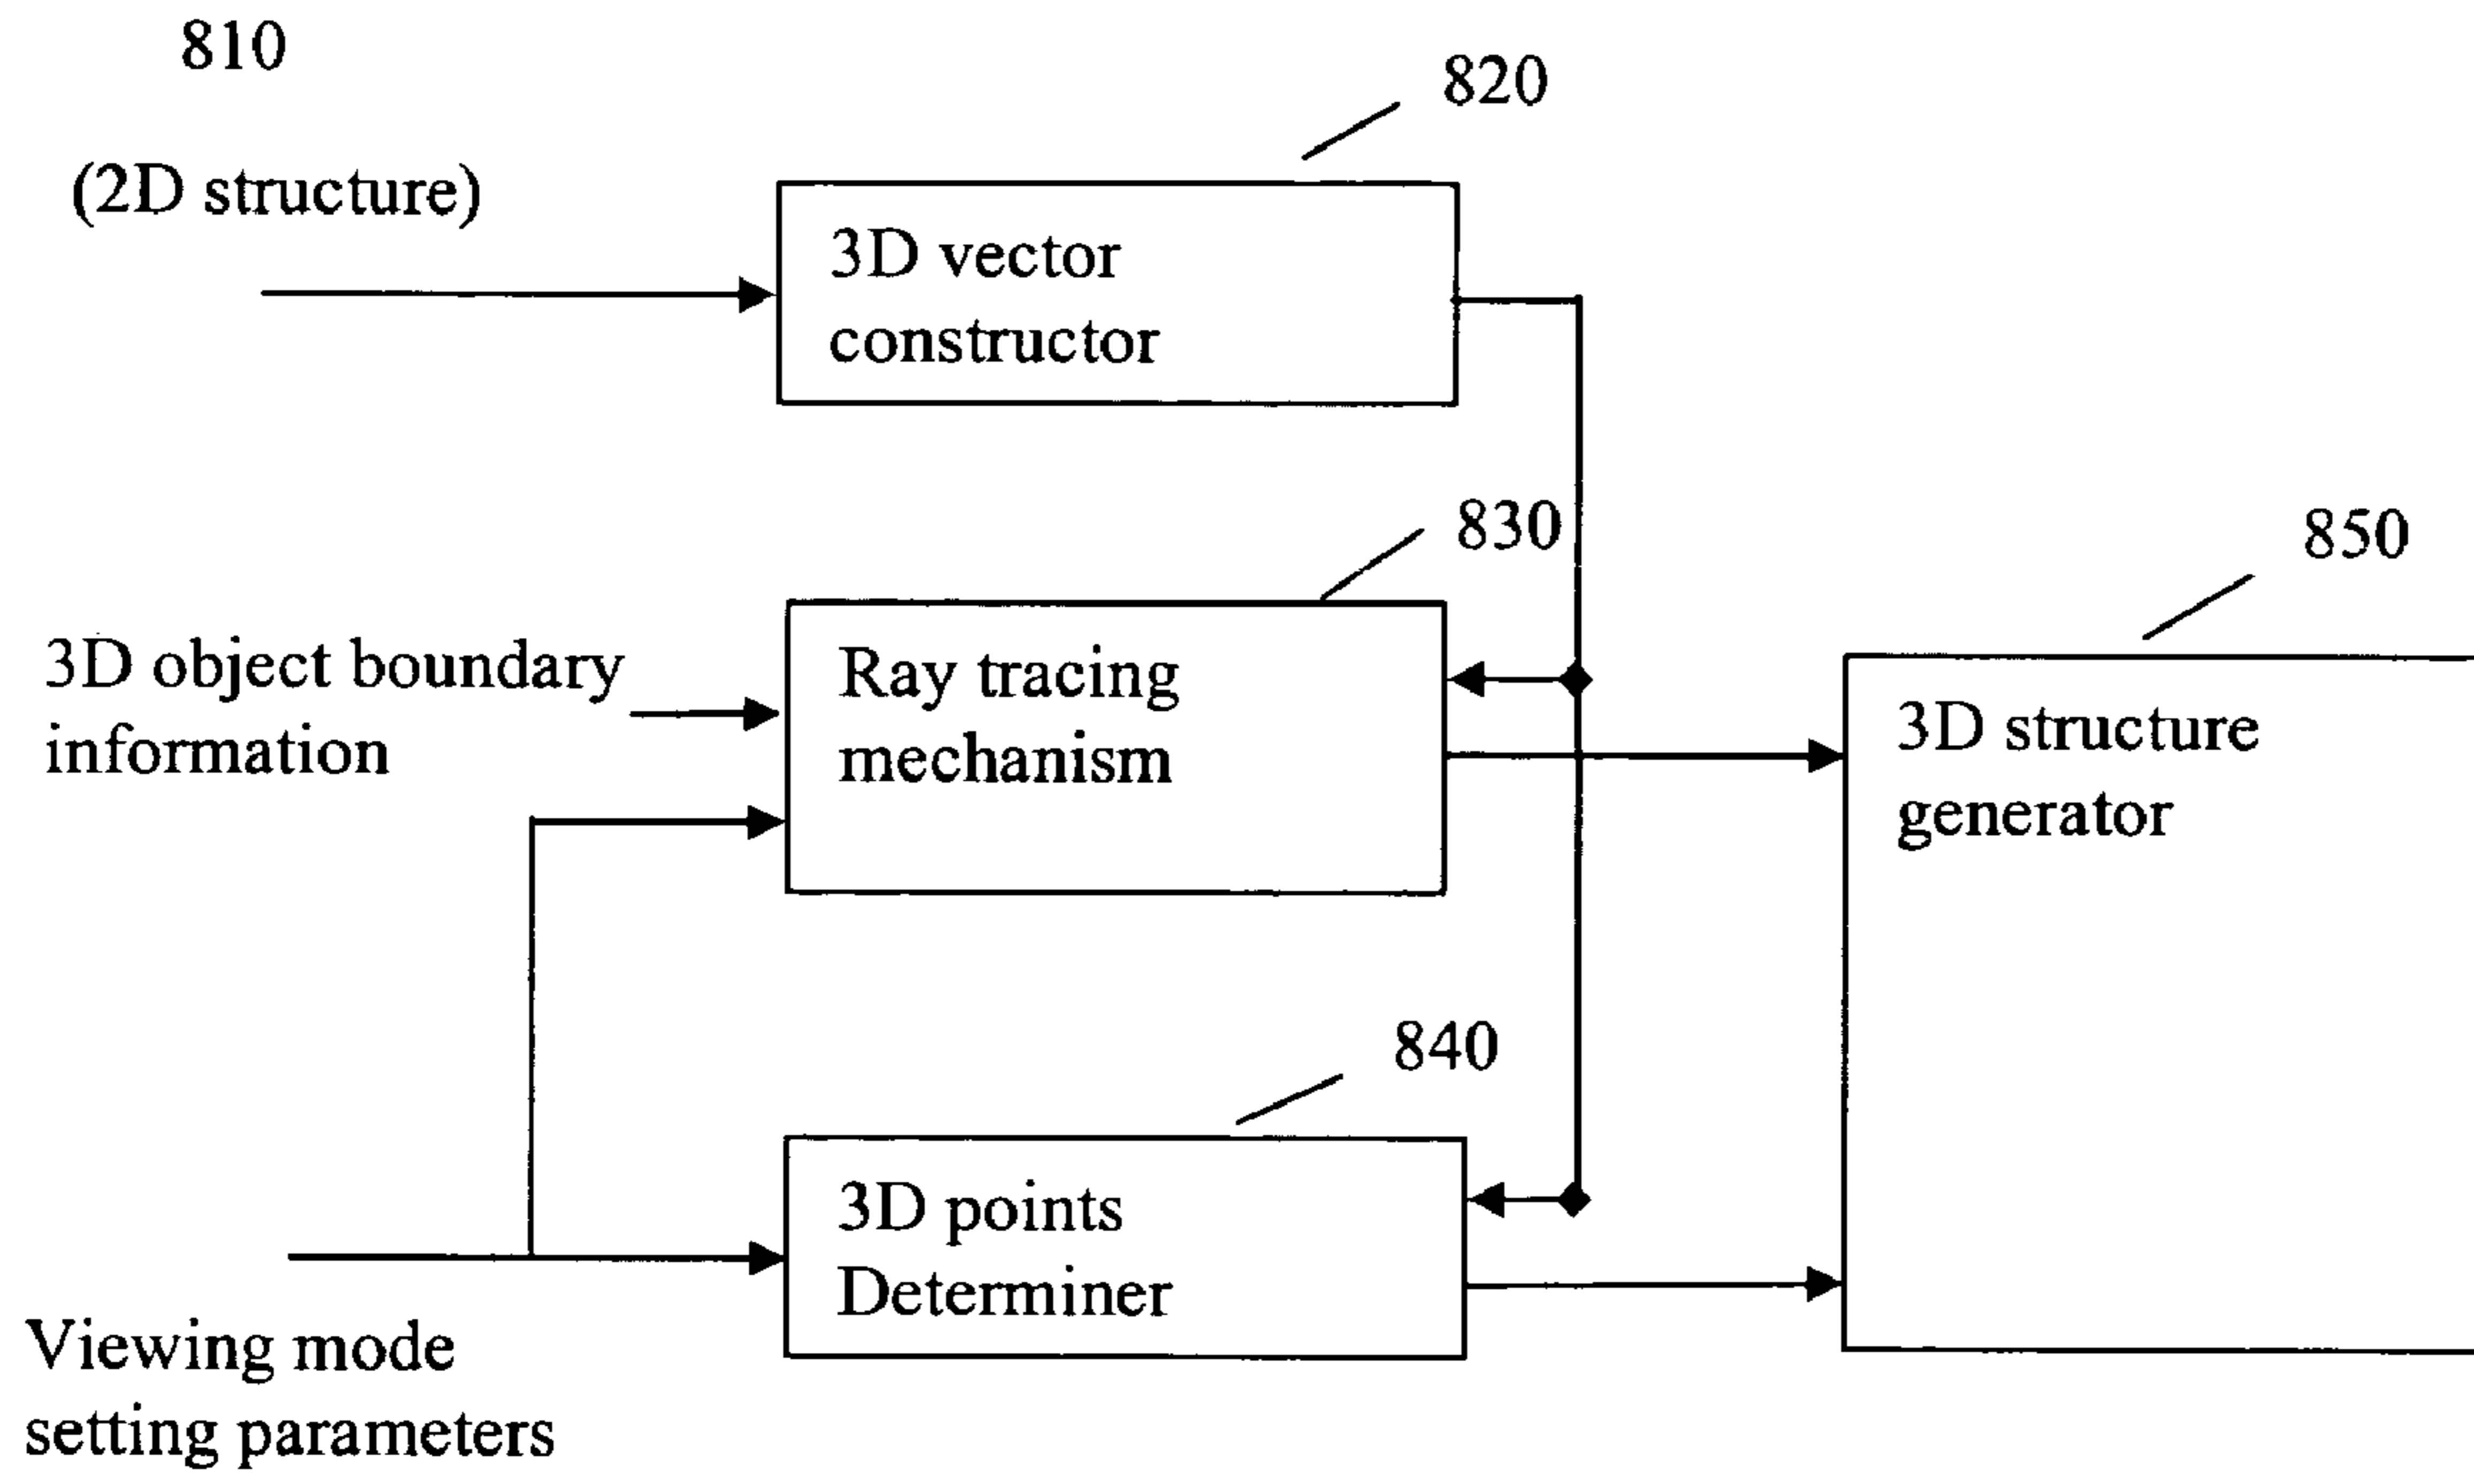 810
(2D structure)
820
3D vector
constructor
830
3D object boundary
information
Ray tracing
mechanism
850
3D structure
generator
840
3D points
Determiner
Viewing mode
setting parameters